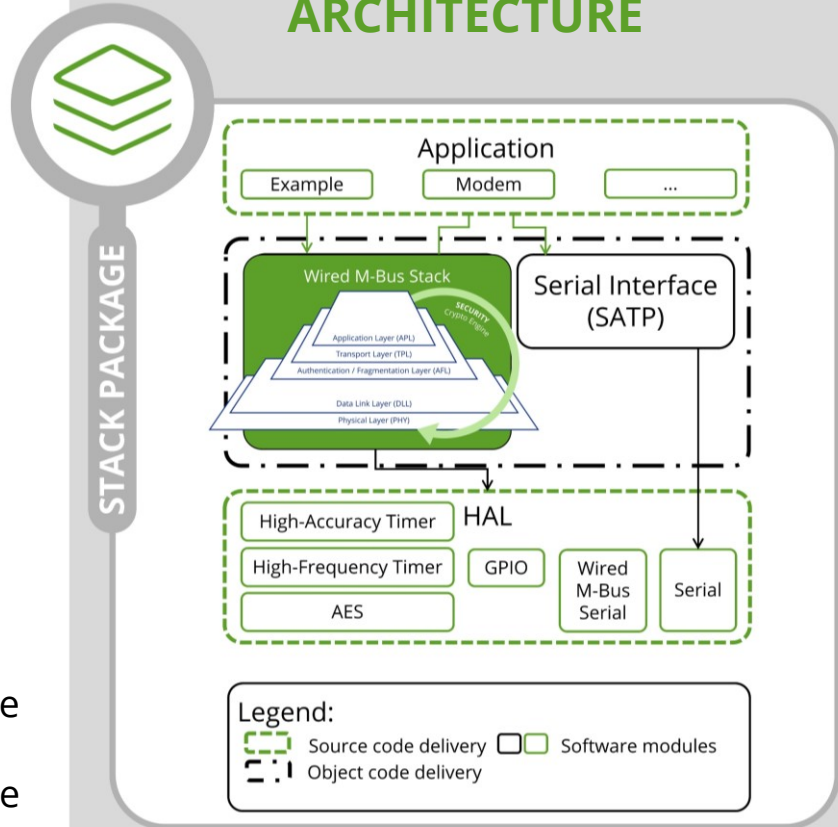 ARCHITECTURE
STACK PACKAGE
Application
Example
Modem
...
Wired M-Bus Stack
SECURITY
Crypto Engine
Application Layer (APL)
Transport Layer (TPL)
Authentication / Fragmentation Layer (AFL)
Data Link Layer (DLL)
Physical Layer (PHY)
Serial Interface
(SATP)
HAL
High-Accuracy Timer
High-Frequency Timer
AES
GPIO
Wired
M-Bus
Serial
Serial
e
e
Legend:
Source code delivery
Software modules
Object code delivery